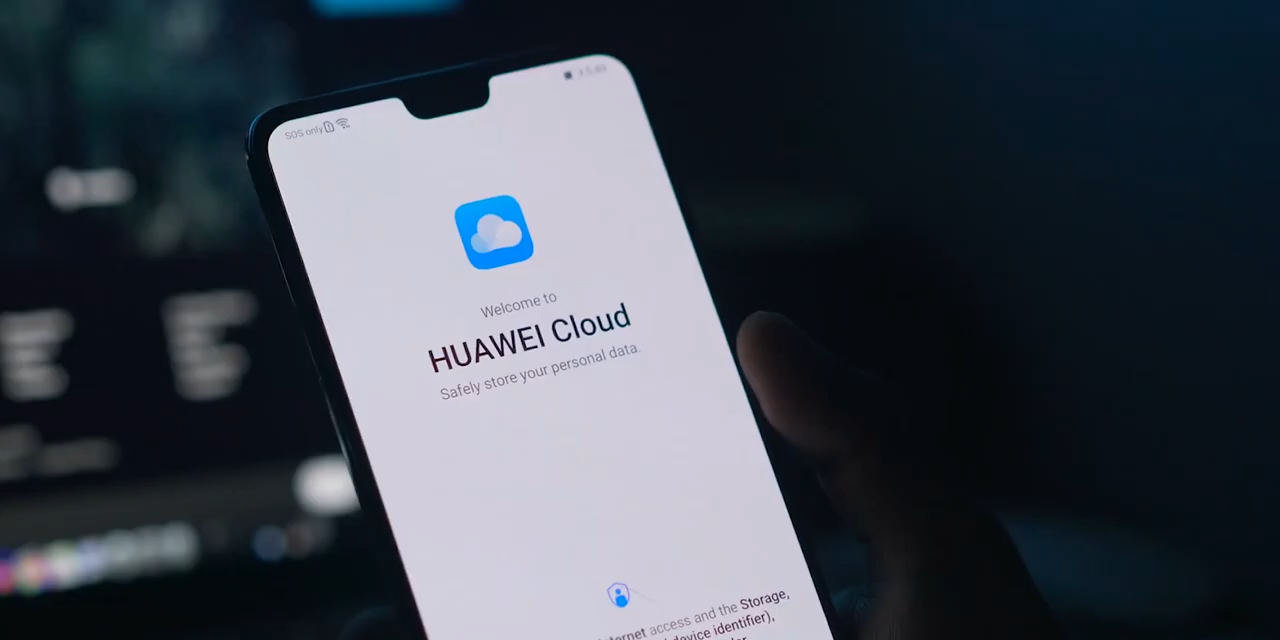 SOS only
Welcome to
HUAWEI Cloud
Safely store your personal data.
access and the Storage,
device identifier),